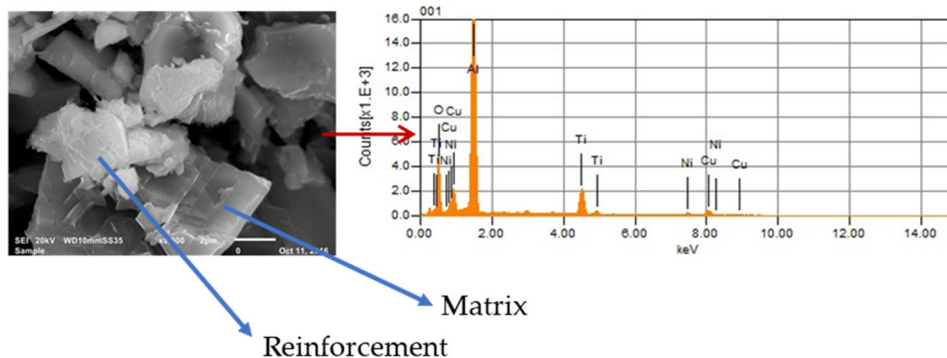 SEI 20kV WD10mmSS35 2µm
Sample 0 Oct 11,
001
16.0
14.0
12.0
10.0
8.0
6.0
4.0
2.0
0.0
Counts[x1.E+3]
Al
O Cu
Ti Cu
Ti Ni Ni
Ti
Ti
Ni
Ni Cu
Cu
0.00 2.00 4.00 6.00 8.00 10.00 12.00 14.00
keV
Matrix
Reinforcement